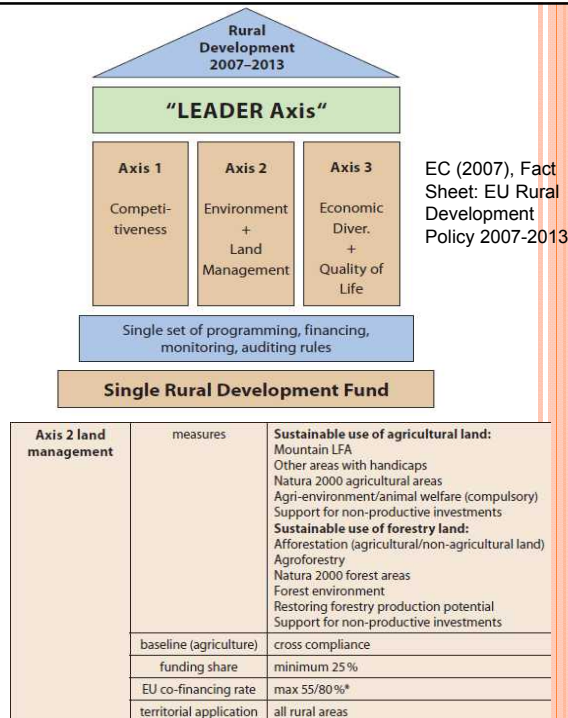 Rural
Development
2007–2013
"LEADER Axis“
Axis 1
Competi-
tiveness
Axis 2
Environment
+
Land
Management
Axis 3
Economic
Diver.
+
Quality of
Life
EC (2007), Fact
Sheet: EU Rural
Development
Policy 2007-2013
Single set of programming, financing,
monitoring, auditing rules
Single Rural Development Fund
Axis 2 land
management
measures
Sustainable use of agricultural land:
Mountain LFA
Other areas with handicaps
Natura 2000 agricultural areas
Agri-environment/animal welfare (compulsory)
Support for non-productive investments
Sustainable use of forestry land:
Afforestation (agricultural/non-agricultural land)
Agroforestry
Natura 2000 forest areas
Forest environment
Restoring forestry production potential
Support for non-productive investments
baseline (agriculture) cross compliance
funding share minimum 25 %
EU co-financing rate max 55/80 %*
territorial application all rural areas